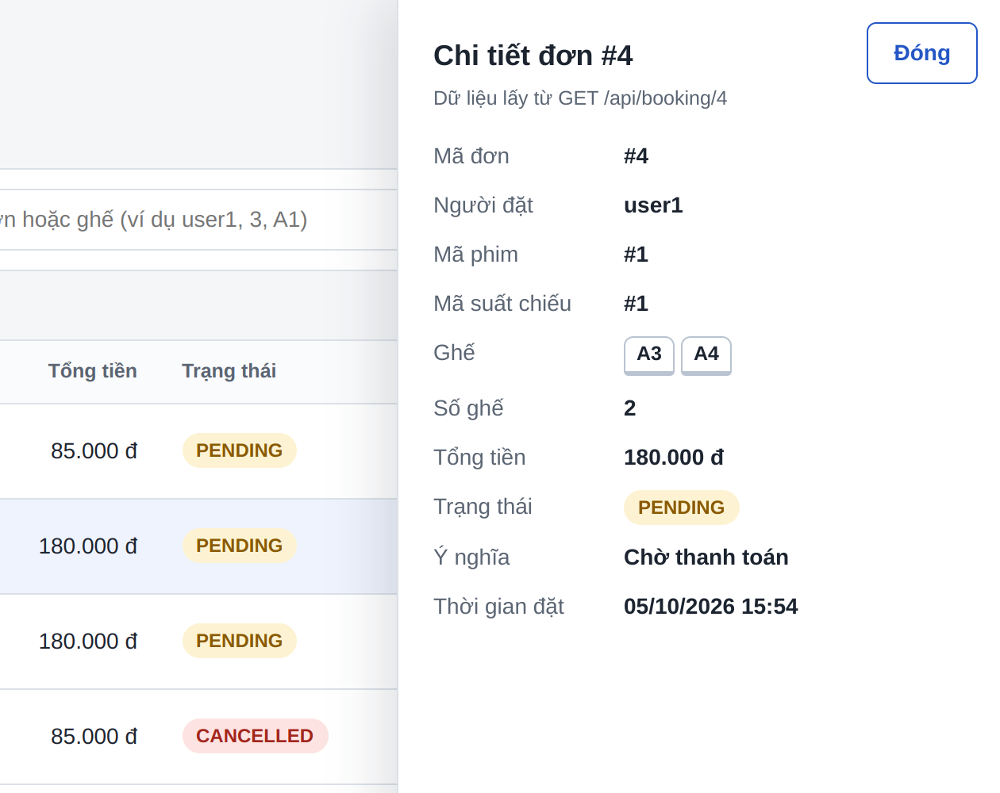 hoặc ghế (ví dụ user1, 3, A1)
Tổng tiền Trạng thái
85.000 đ PENDING
180.000 đ PENDING
180.000 đ PENDING
85.000 đ CANCELLED
Chi tiết đơn #4
Đóng
Dữ liệu lấy từ GET /api/booking/4
Mã đơn #4
Người đặt user1
Mã phim #1
Mã suất chiếu #1
Ghế A3 A4
Số ghế 2
Tổng tiền 180.000 đ
Trạng thái PENDING
Ý nghĩa Chờ thanh toán
Thời gian đặt 05/10/2026 15:54